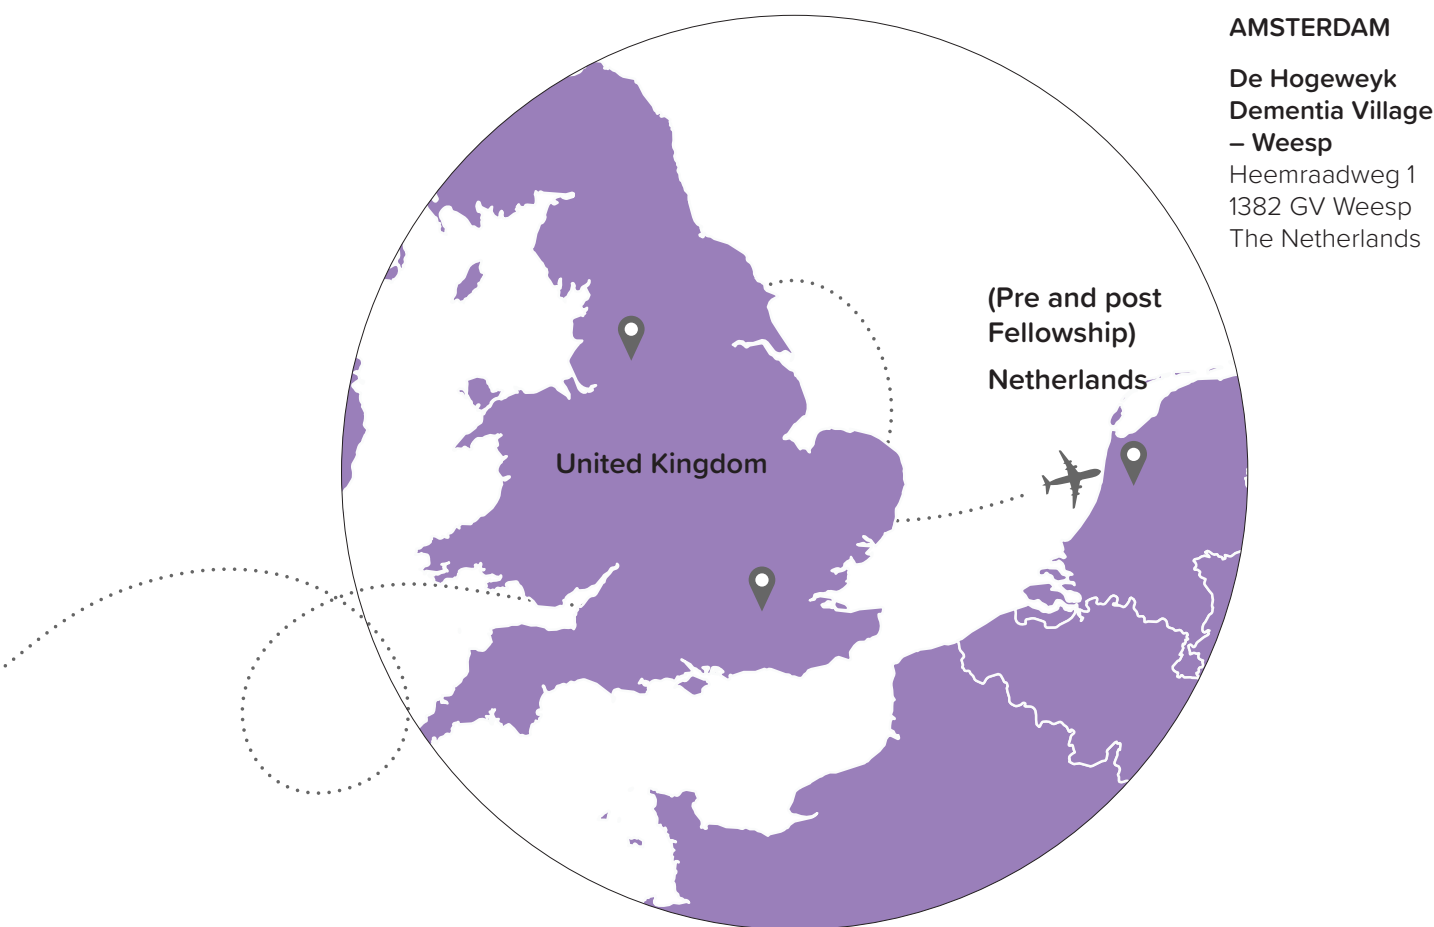 AMSTERDAM
De Hogeweyk
Dementia Village
– Weesp
Heemraadweg 1
1382 GV Weesp
The Netherlands
(Pre and post
Fellowship)
Netherlands
United Kingdom